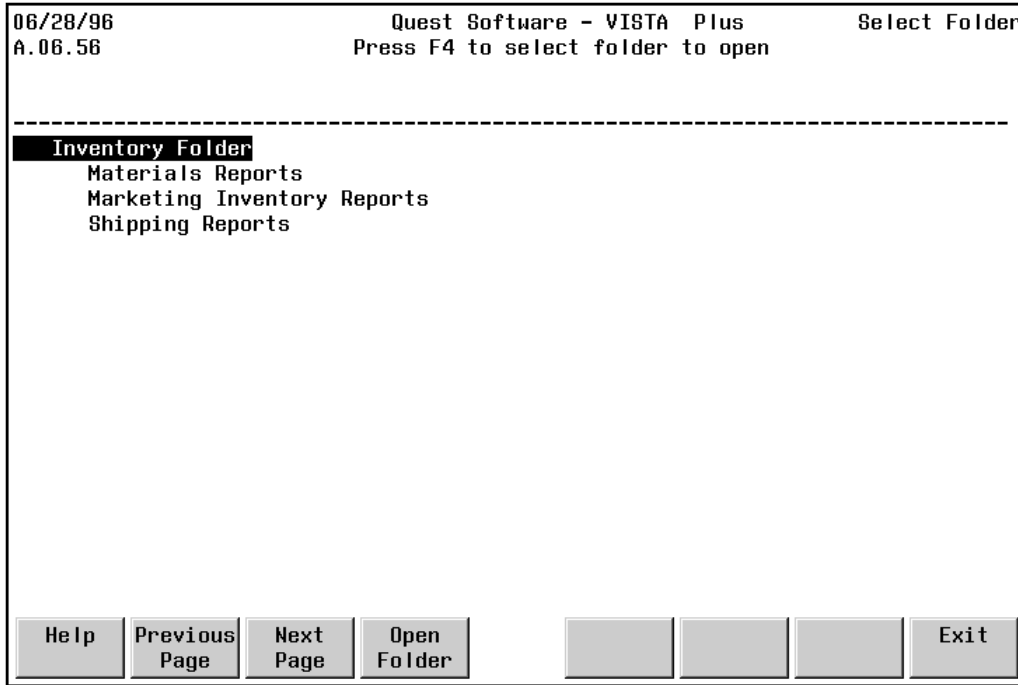 06/28/96 Quest Software - VISTA Plus Select Folder
A.06.56 Press F4 to select folder to open
Inventory Folder
Materials Reports
Marketing Inventory Reports
Shipping Reports
Help Previous Page Next Page Open Folder Exit